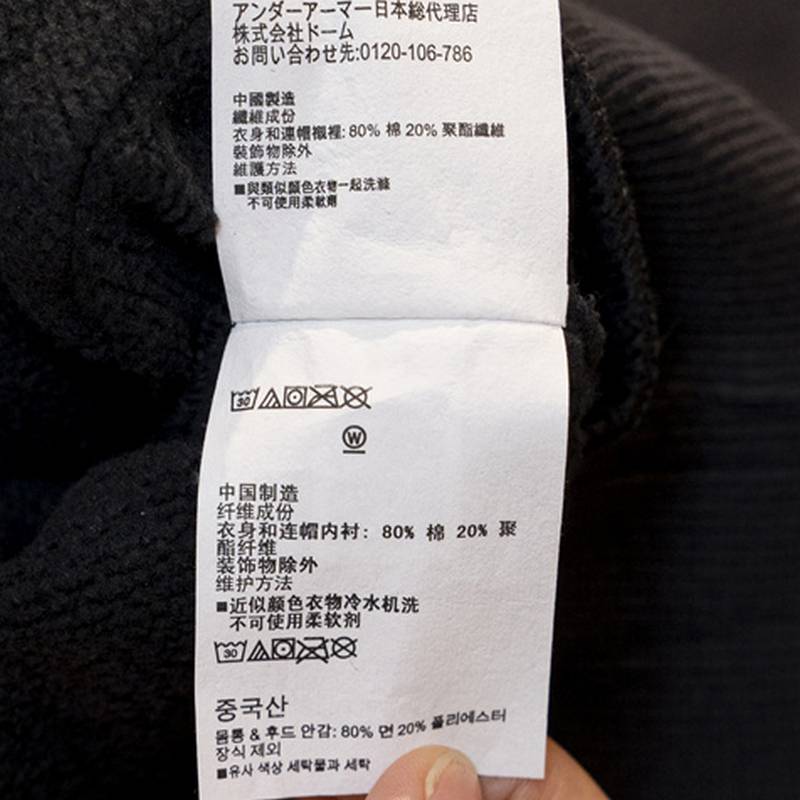 アンダーアーマー日本総代理店
株式会社ドーム
お問い合わせ先:0120-106-786
中國製造
纖維成份
衣身和連帽襯裡: 80% 棉 20% 聚酯纖維
裝飾物除外
維護方法
■與類似顏色衣物一起洗滌
不可使用柔軟劑
30
W
中国制造
纤维成份
衣身和连帽内衬: 80% 棉 20% 聚
酯纤维
装饰物除外
维护方法
■近似颜色衣物冷水机洗
不可使用柔软剂
30
중국산
몸통 & 후드 안감: 80% 면 20% 폴리에스터
장식 제외
■유사 색상 세탁물과 세탁